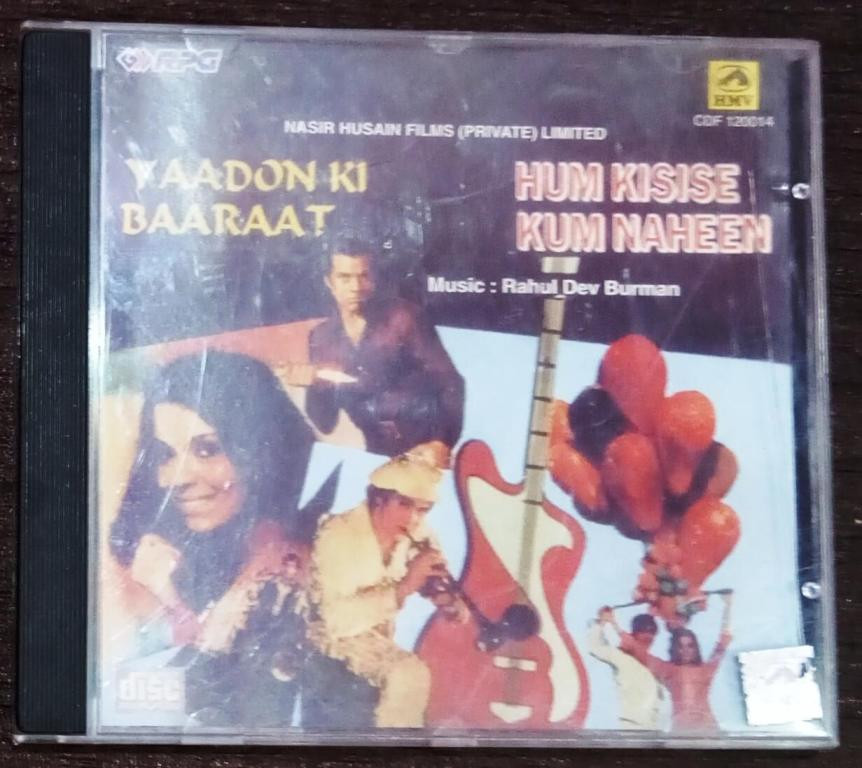 RPG
HMV
CDF 120014
NASIR HUSAIN FILMS (PRIVATE) LIMITED
YAADON KI
BAARAAT
HUM KISISE
KUM NAHEEN
Music : Rahul Dev Burman
disc